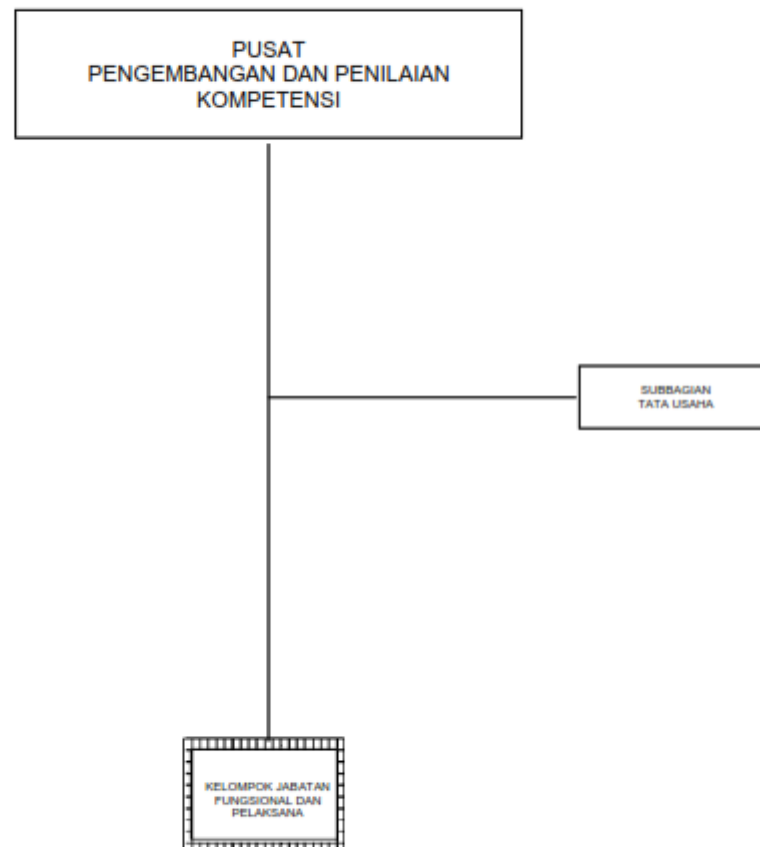 PUSAT
PENGEMBANGAN DAN PENILAIAN
KOMPETENSI
SUBBAGIAN
TATA USAHA
KELOMPOK JABATAN
FUNGSIONAL DAN
PELAKSANA